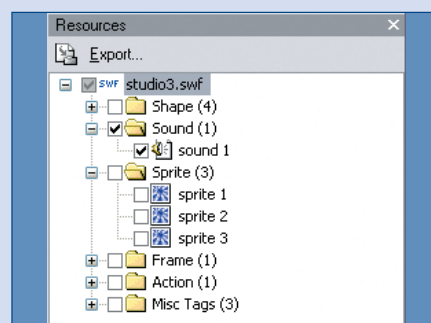 Resources
Export...
SWF studio3.swf
Shape (4)
Sound (1)
sound 1
Sprite (3)
sprite 1
sprite 2
sprite 3
Frame (1)
Action (1)
Misc Tags (3)